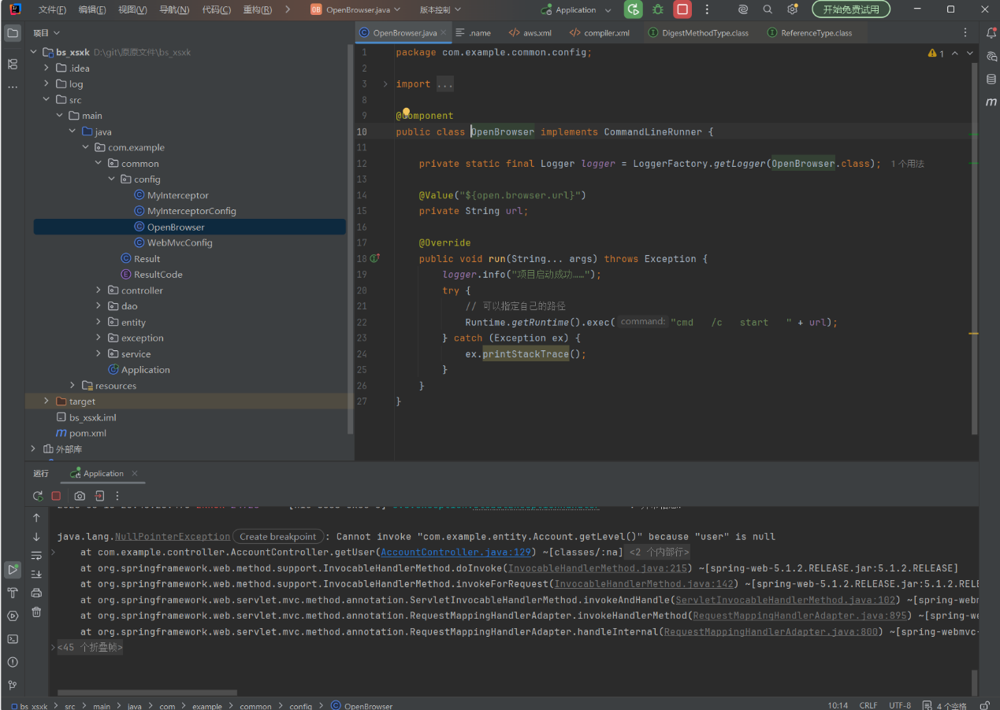 文件(F) 编辑(E) 视图(V) 导航(N) 代码(C) 重构(R) OB OpenBrowser.java 版本控制 Application 开始免费试用
项目
OpenBrowser.java .name aws.xml compiler.xml DigestMethodType.class ReferenceType.class
bs_xsxk D:\git\原原文件\bs_xsxk
.idea
log
src
main
java
com.example
common
config
MyInterceptor
MyInterceptorConfig
OpenBrowser
WebMvcConfig
Result
ResultCode
controller
dao
entity
exception
service
Application
resources
target
bs_xsxk.iml
pom.xml
外部库
1 package com.example.common.config;
1
2
3 import ...
8
9 @Component
10 public class OpenBrowser implements CommandLineRunner {
11
12 private static final Logger logger = LoggerFactory.getLogger(OpenBrowser.class); 1 个用法
13
14 @Value("${open.browser.url}")
15 private String url;
16
17 @Override
18 public void run(String... args) throws Exception {
19 logger.info("项目启动成功……");
20 try {
21 // 可以指定自己的路径
22 Runtime.getRuntime().exec( command: "cmd   /c   start   " + url);
23 } catch (Exception ex) {
24 ex.printStackTrace();
25 }
26 }
27 }
运行 Application
java.lang.NullPointerException Create breakpoint : Cannot invoke "com.example.entity.Account.getLevel()" because "user" is null
at com.example.controller.AccountController.getUser(AccountController.java:129) ~[classes/:na] <2 个内部行>
at org.springframework.web.method.support.InvocableHandlerMethod.doInvoke(InvocableHandlerMethod.java:215) ~[spring-web-5.1.2.RELEASE.jar:5.1.2.RELEASE]
at org.springframework.web.method.support.InvocableHandlerMethod.invokeForRequest(InvocableHandlerMethod.java:142) ~[spring-web-5.1.2.RELEASE.jar:5.1.2.RELE
at org.springframework.web.servlet.mvc.method.annotation.ServletInvocableHandlerMethod.invokeAndHandle(ServletInvocableHandlerMethod.java:102) ~[spring-web
at org.springframework.web.servlet.mvc.method.annotation.RequestMappingHandlerAdapter.invokeHandlerMethod(RequestMappingHandlerAdapter.java:895) ~[spring-we
at org.springframework.web.servlet.mvc.method.annotation.RequestMappingHandlerAdapter.handleInternal(RequestMappingHandlerAdapter.java:800) ~[spring-webmvc-
<45 个折叠帧>
bs_xsxk > src > main > java > com > example > common > config > OpenBrowser 10:14 CRLF UTF-8 4 个空格